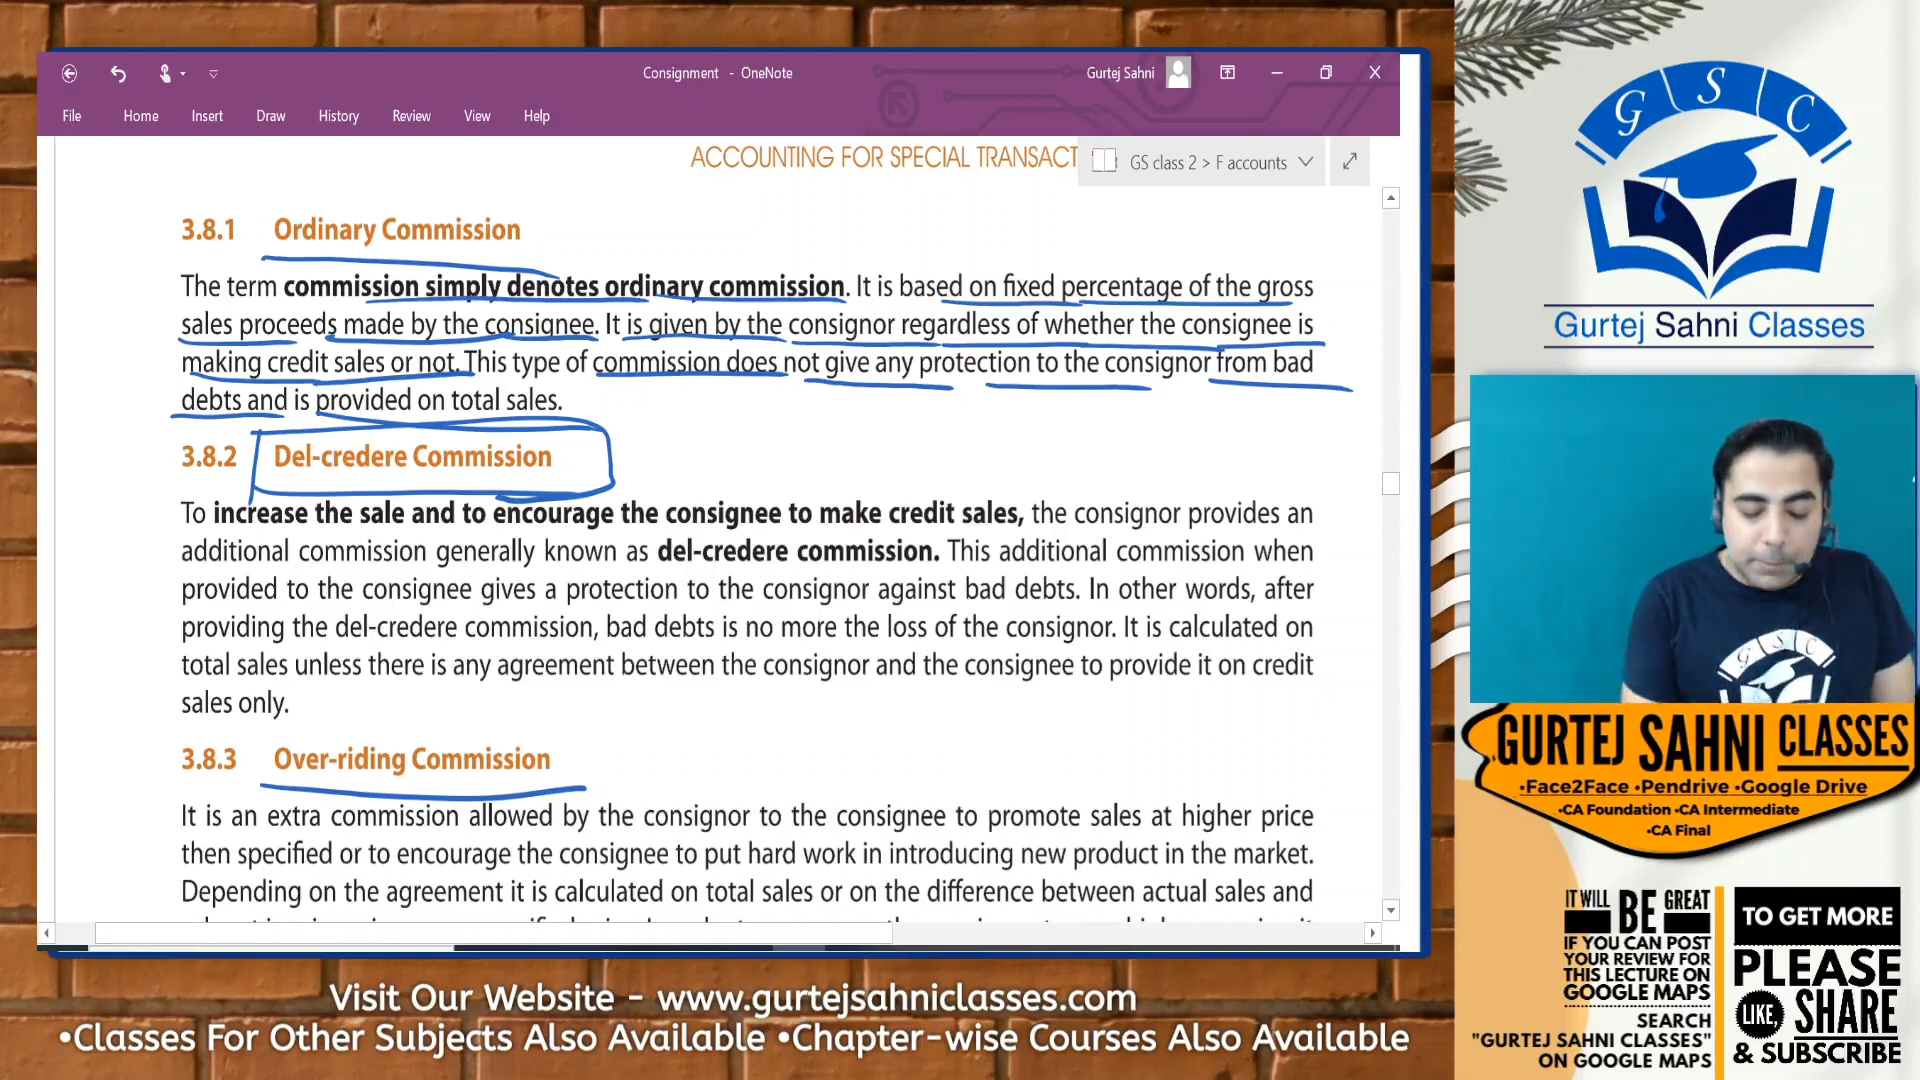 Consignment - OneNote
Gurtej Sahni
File Home Insert Draw History Review View Help
ACCOUNTING FOR SPECIAL TRANSACT
GS class 2 > F accounts
3.8.1 Ordinary Commission
The term commission simply denotes ordinary commission. It is based on fixed percentage of the gross
sales proceeds made by the consignee. It is given by the consignor regardless of whether the consignee is
making credit sales or not. This type of commission does not give any protection to the consignor from bad
debts and is provided on total sales.
3.8.2 Del-credere Commission
To increase the sale and to encourage the consignee to make credit sales, the consignor provides an
additional commission generally known as del-credere commission. This additional commission when
provided to the consignee gives a protection to the consignor against bad debts. In other words, after
providing the del-credere commission, bad debts is no more the loss of the consignor. It is calculated on
total sales unless there is any agreement between the consignor and the consignee to provide it on credit
sales only.
3.8.3 Over-riding Commission
It is an extra commission allowed by the consignor to the consignee to promote sales at higher price
then specified or to encourage the consignee to put hard work in introducing new product in the market.
Depending on the agreement it is calculated on total sales or on the difference between actual sales and
G S C
Gurtej Sahni Classes
G S C
GURTEJ SAHNI CLASSES
•Face2Face •Pendrive •Google Drive
•CA Foundation •CA Intermediate
•CA Final
IT WILL BE GREAT
IF YOU CAN POST
YOUR REVIEW FOR
THIS LECTURE ON
GOOGLE MAPS
SEARCH
"GURTEJ SAHNI CLASSES"
ON GOOGLE MAPS
TO GET MORE
PLEASE
LIKE, SHARE
& SUBSCRIBE
Visit Our Website - www.gurtejsahniclasses.com
•Classes For Other Subjects Also Available •Chapter-wise Courses Also Available